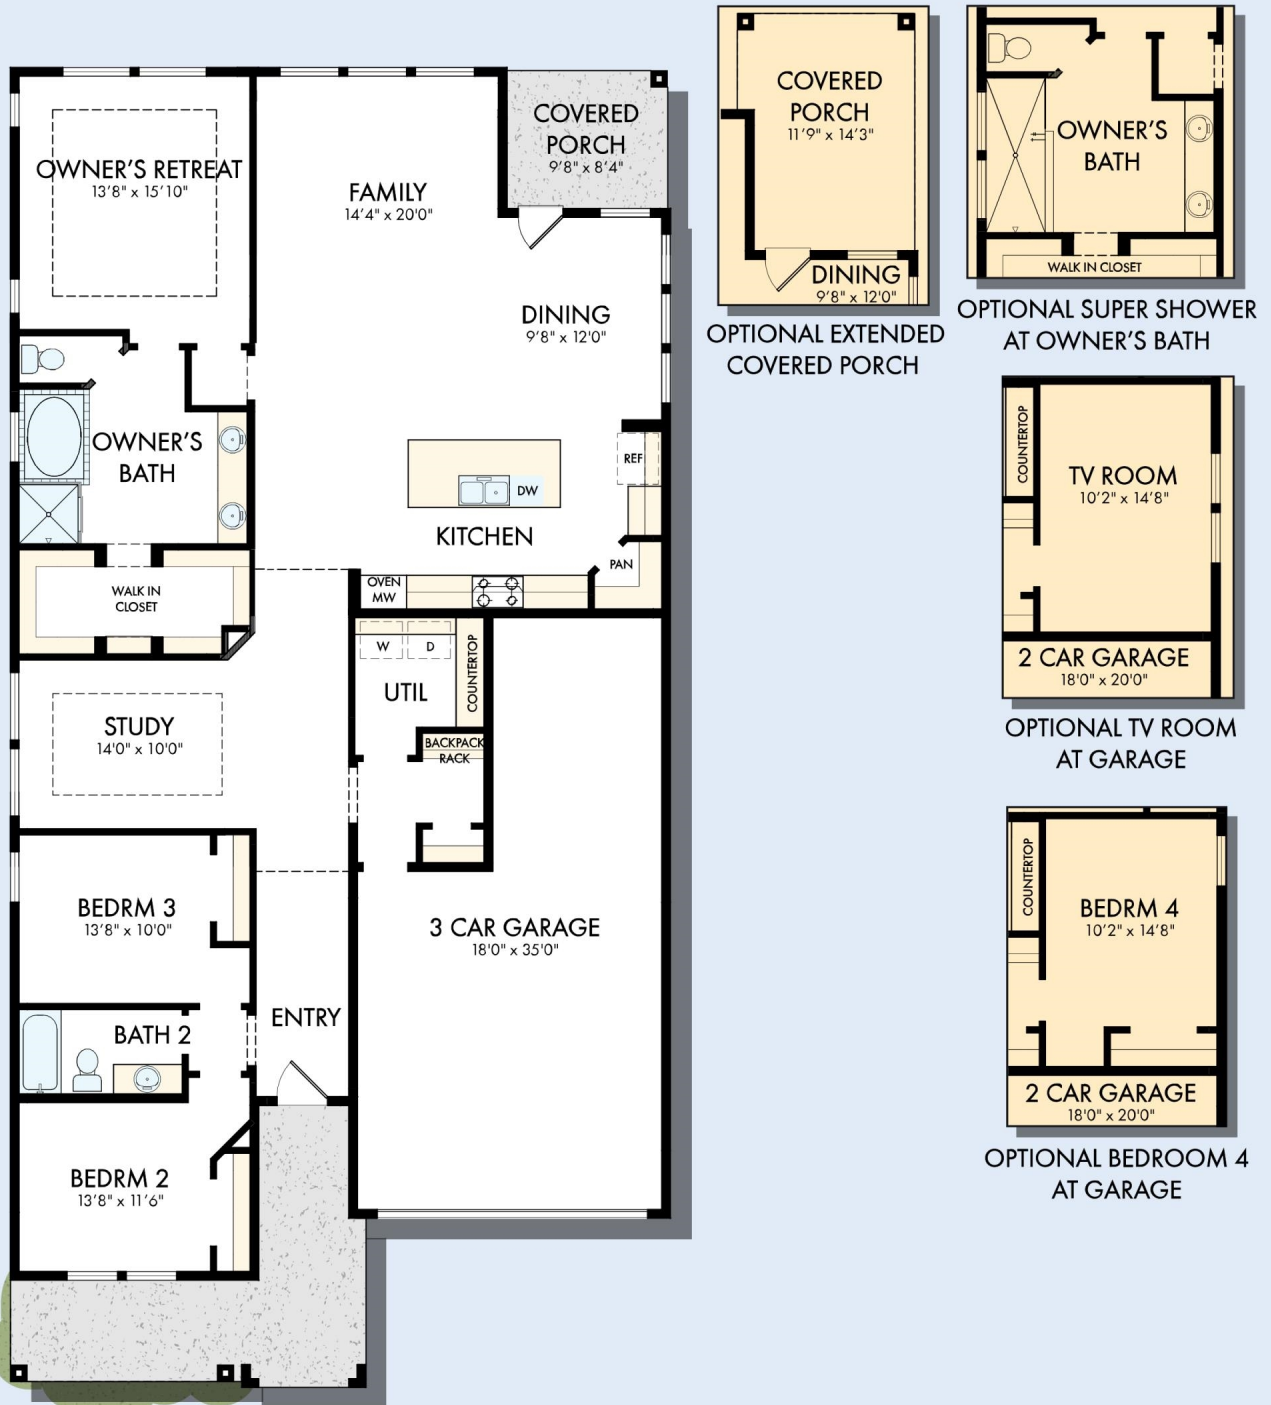 OWNER'S RETREAT
13'8" x 15'10"
FAMILY
14'4" x 20'0"
COVERED
PORCH
9'8" x 8'4"
DINING
9'8" x 12'0"
OWNER'S
BATH
REF
DW
KITCHEN
PAN
OVEN
MW
WALK IN
CLOSET
W
D
COUNTERTOP
UTIL
STUDY
14'0" x 10'0"
BACKPACK
RACK
BEDRM 3
13'8" x 10'0"
3 CAR GARAGE
18'0" x 35'0"
ENTRY
BATH 2
BEDRM 2
13'8" x 11'6"
COVERED
PORCH
11'9" x 14'3"
DINING
9'8" x 12'0"
OPTIONAL EXTENDED
COVERED PORCH
OWNER'S
BATH
WALK IN CLOSET
OPTIONAL SUPER SHOWER
AT OWNER'S BATH
COUNTERTOP
TV ROOM
10'2" x 14'8"
2 CAR GARAGE
18'0" x 20'0"
OPTIONAL TV ROOM
AT GARAGE
COUNTERTOP
BEDRM 4
10'2" x 14'8"
2 CAR GARAGE
18'0" x 20'0"
OPTIONAL BEDROOM 4
AT GARAGE